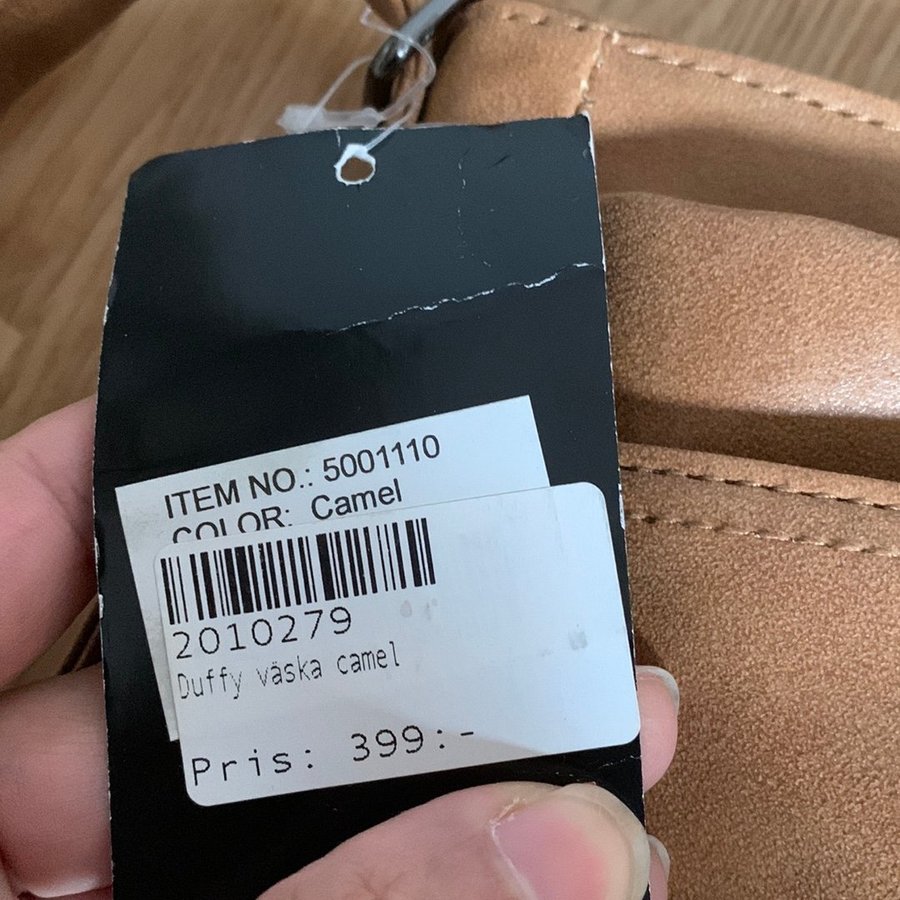 ITEM NO.: 5001110
COLOR: Camel
2010279
Duffy väska camel
Pris: 399:-